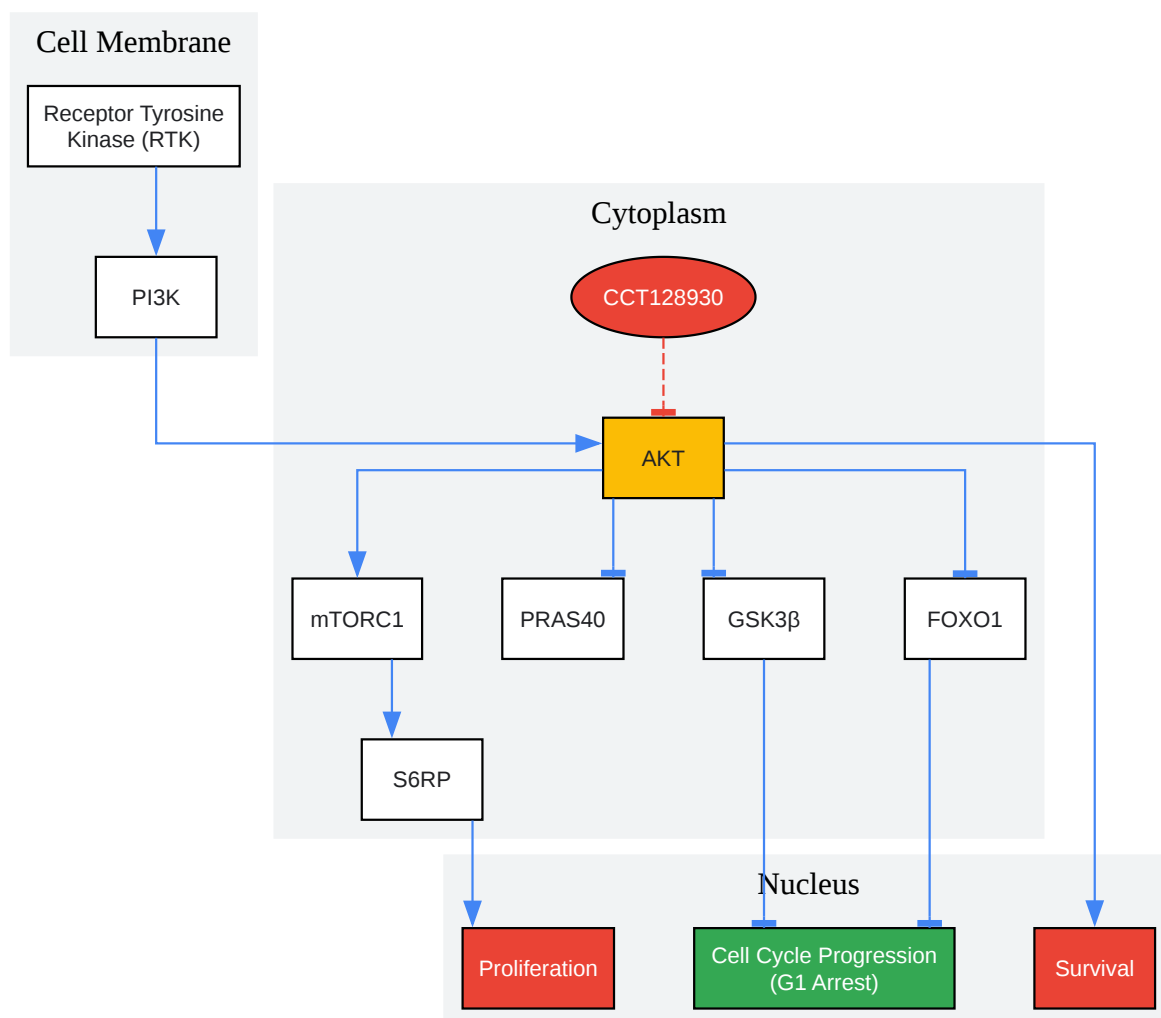 Cell Membrane
Receptor Tyrosine
Kinase (RTK)
PI3K
Cytoplasm
CCT128930
AKT
mTORC1
PRAS40
GSK3β
FOXO1
S6RP
Nucleus
Proliferation
Cell Cycle Progression
(G1 Arrest)
Survival